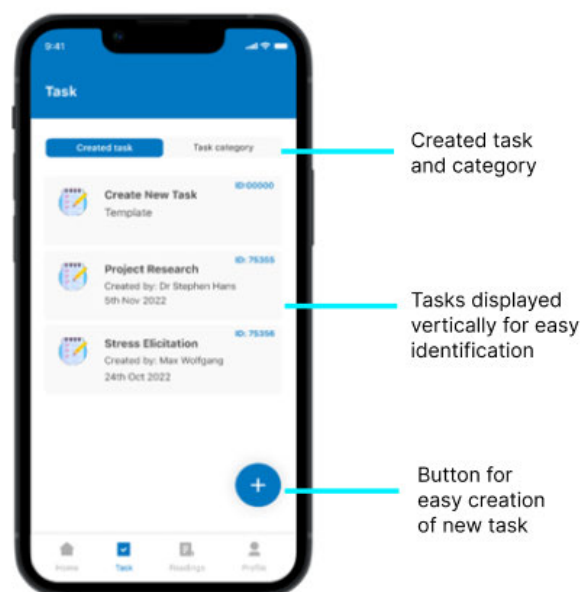 9:41
Task
Created task Task category
Created task
and category
ID:00000
Create New Task
Template
ID: 75355
Project Research
Created by: Dr Stephen Hans
5th Nov 2022
Tasks displayed
vertically for easy
identification
ID: 75356
Stress Elicitation
Created by: Max Wolfgang
24th Oct 2022
+
Button for
easy creation
of new task
Home Task Readings Profile